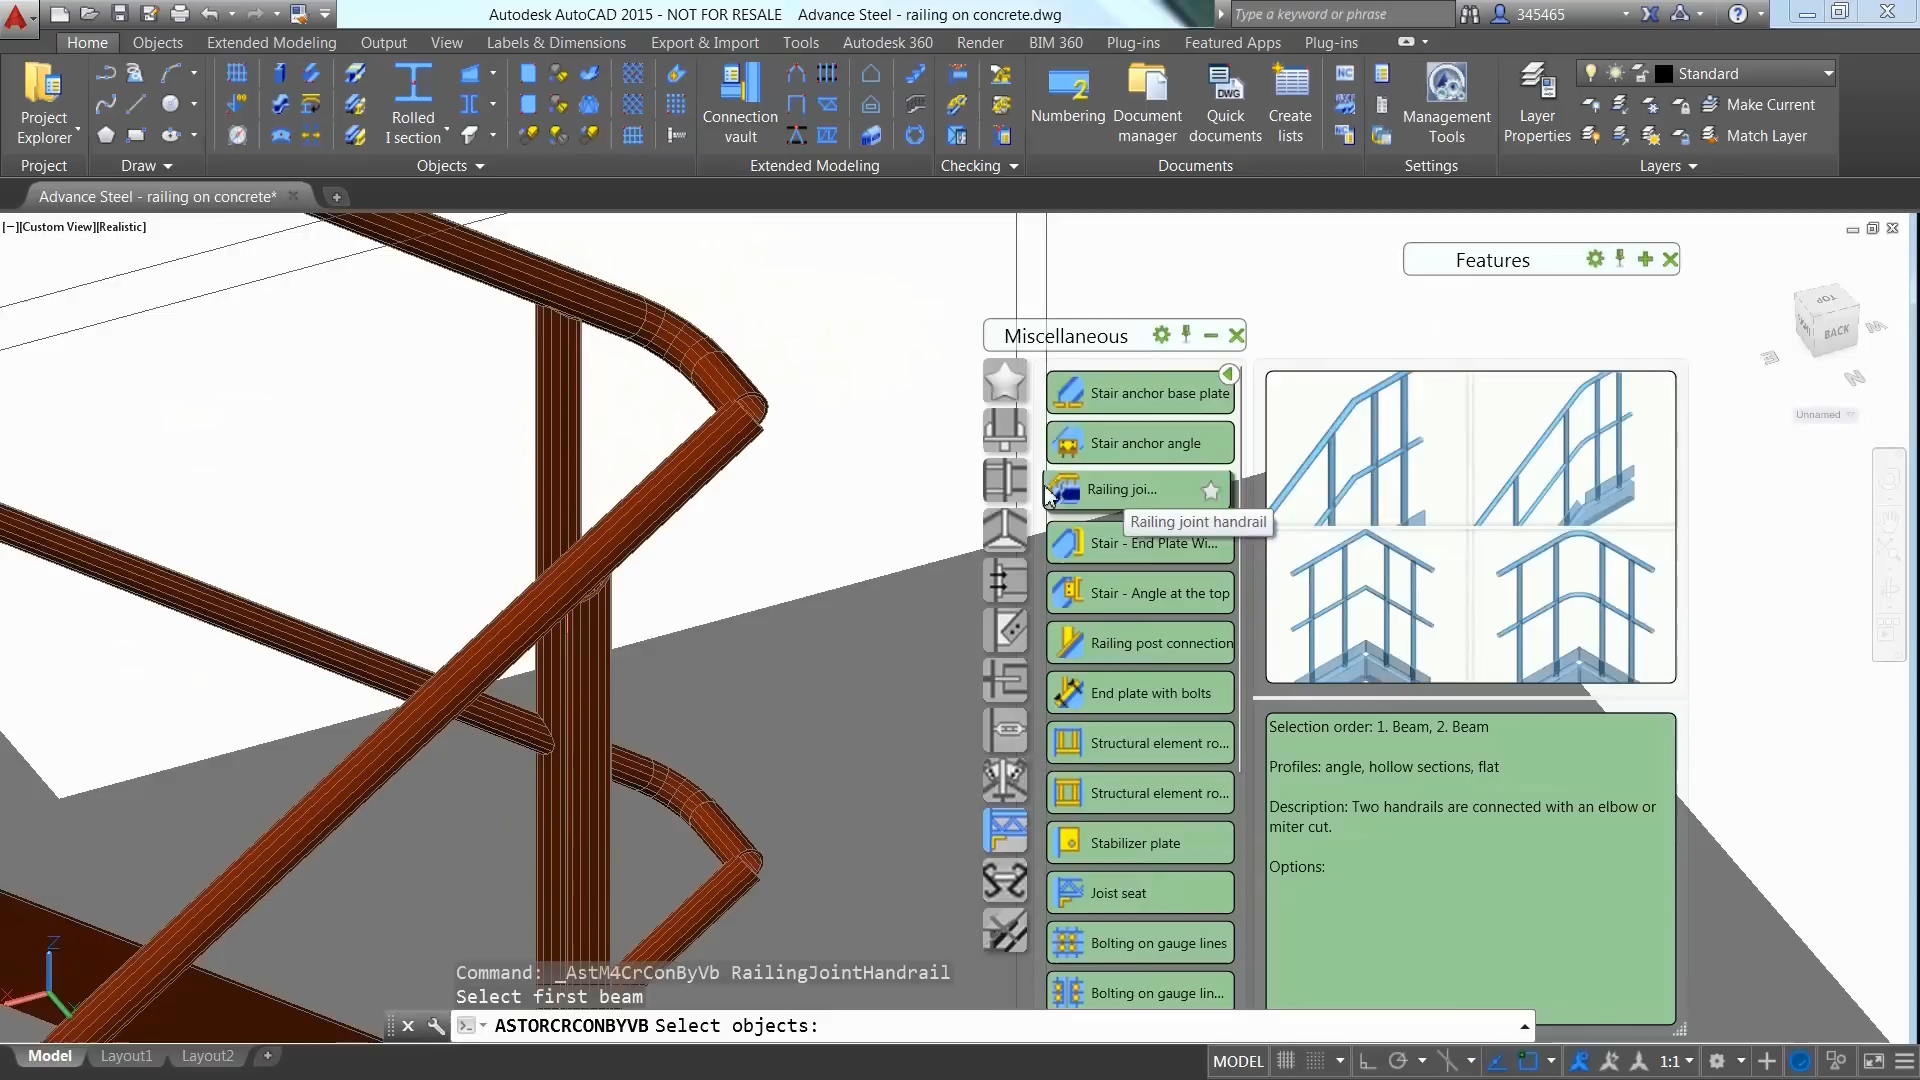 Autodesk AutoCAD 2015 - NOT FOR RESALE Advance Steel - railing on concrete.dwg
Type a keyword or phrase
345465
Home Objects Extended Modeling Output View Labels & Dimensions Export & Import Tools Autodesk 360 Render BIM 360 Plug-ins Featured Apps Plug-ins
Project Explorer
Rolled I section
Connection vault
Numbering
Document manager
Quick documents
Create lists
Management Tools
Layer Properties
Standard
Make Current
Match Layer
NC
DWG
Project Draw Objects Extended Modeling Checking Documents Settings Layers
Advance Steel - railing on concrete*
[−][Custom View][Realistic]
Features
TOP
BACK
E
N
Unnamed
Miscellaneous
Stair anchor base plate
Stair anchor angle
Railing joi...
Railing joint handrail
Stair - End Plate Wi...
Stair - Angle at the top
Railing post connection
End plate with bolts
Structural element ro...
Structural element ro...
Stabilizer plate
Joist seat
Bolting on gauge lines
Bolting on gauge lin...
Selection order: 1. Beam, 2. Beam
Profiles: angle, hollow sections, flat
Description: Two handrails are connected with an elbow or
miter cut.
Options:
Z
X
Command: _AstM4CrConByVb RailingJointHandrail
Select first beam
ASTORCRCONBYVB Select objects:
Model Layout1 Layout2
MODEL
1:1